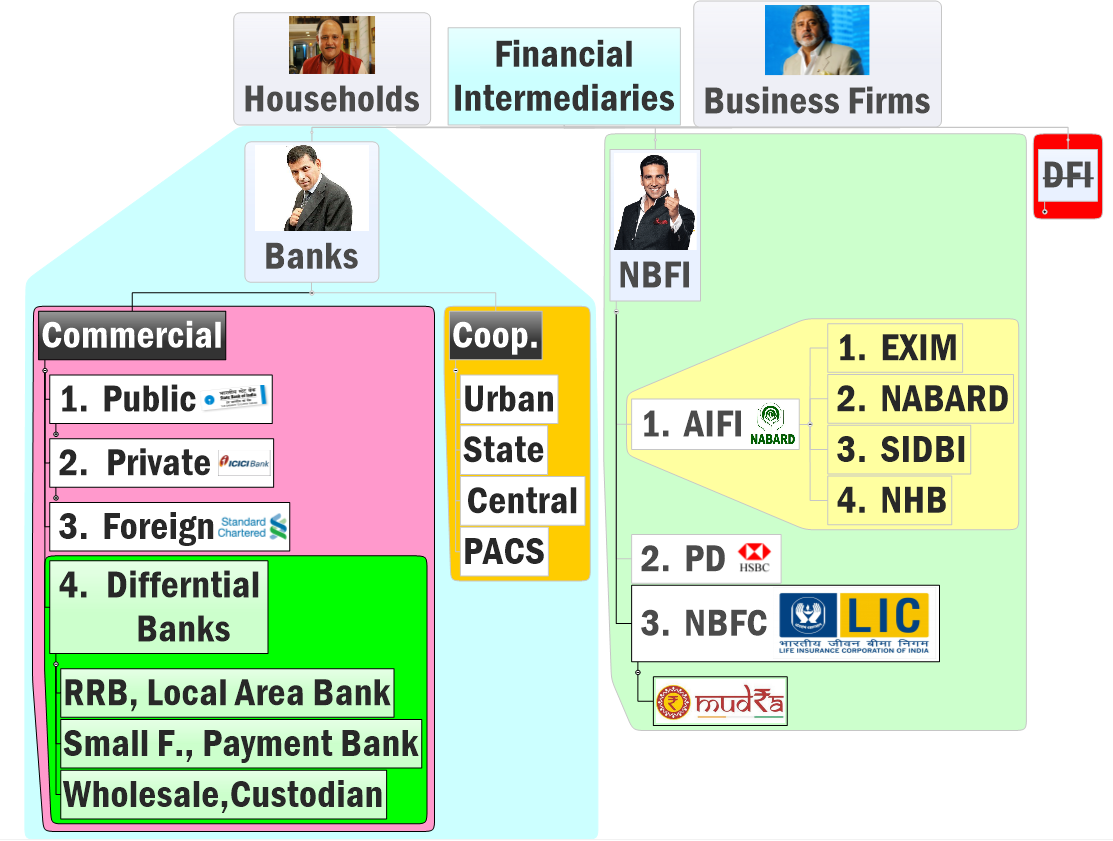 Households
Financial
Intermediaries
Business Firms
Banks
NBFI
DFI
Commercial
1. Public
2. Private
ICICI Bank
3. Foreign
Standard
Chartered
4. Differntial
Banks
RRB, Local Area Bank
Small F., Payment Bank
Wholesale,Custodian
Coop.
Urban
State
Central
PACS
1. AIFI
NABARD
1. EXIM
2. NABARD
3. SIDBI
4. NHB
2. PD
HSBC
3. NBFC
LIC
भारतीय जीवन बीमा निगम
LIFE INSURANCE CORPORATION OF INDIA
₹ mudRa